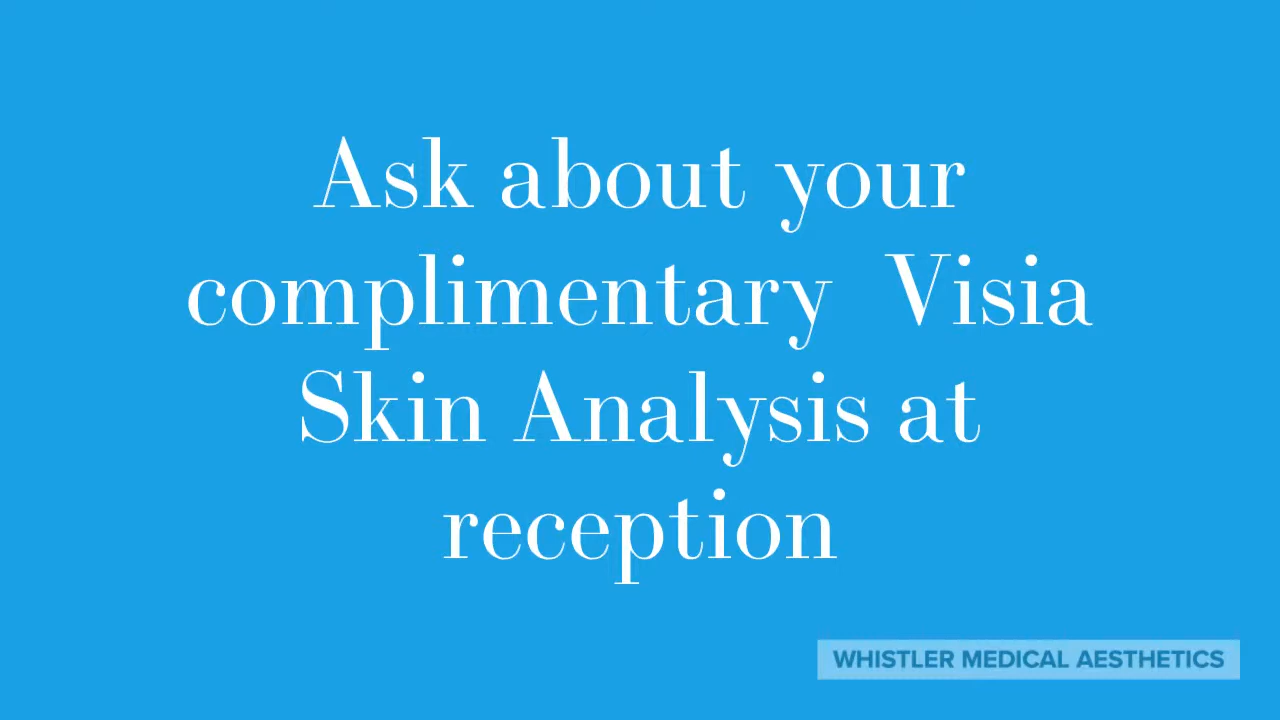 Ask about your
complimentary  Visia
Skin Analysis at
reception
WHISTLER MEDICAL AESTHETICS